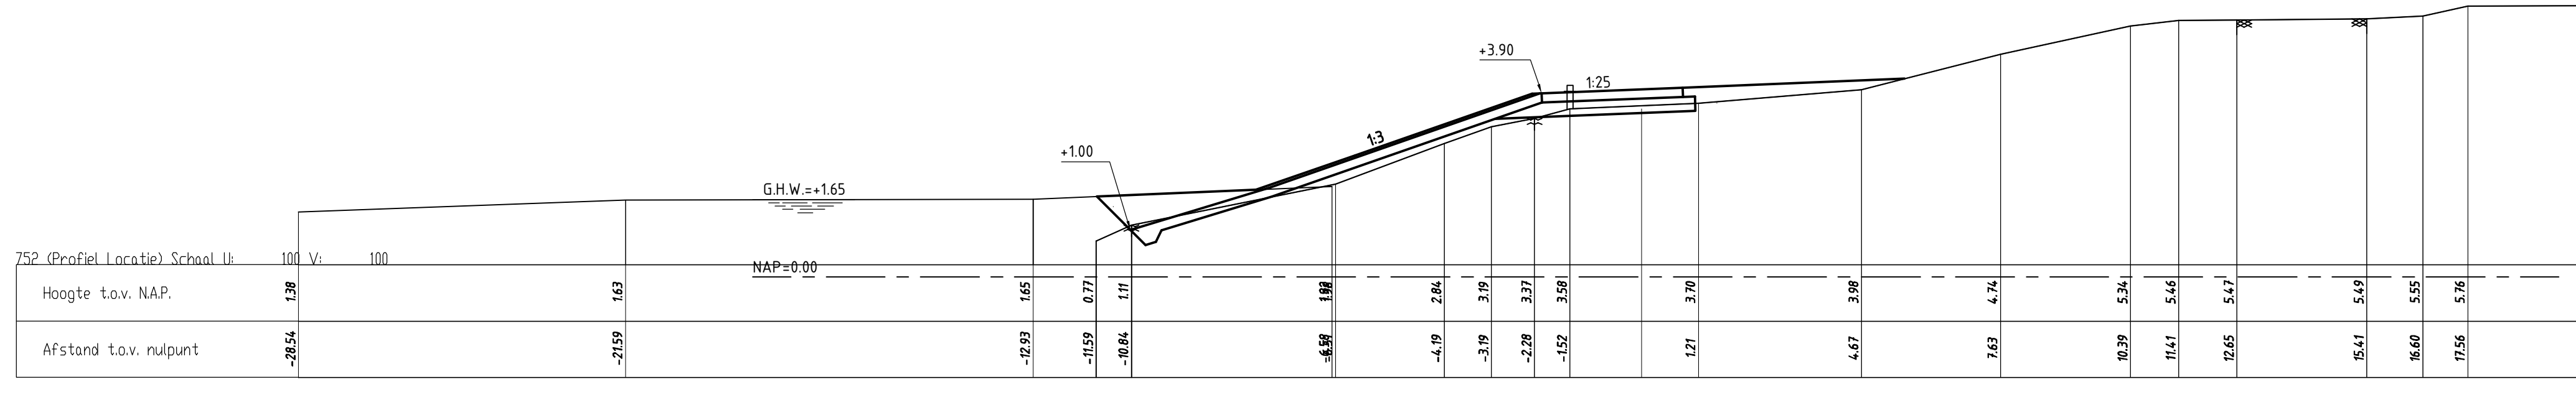 +3.90
1:25
1:3
+1.00
G.H.W.=+1.65
752 (Profiel Locatie) Schaal U: 100 V: 100
NAP=0.00
Hoogte t.o.v. N.A.P. 1.38 1.63 1.65 0.77 1.11 2.84 3.19 3.37 3.58 3.70 3.98 4.74 5.34 5.46 5.47 5.49 5.55 5.76
Afstand t.o.v. nulpunt -28.54 -21.59 -12.93 -11.59 -10.84 -4.19 -3.19 -2.28 -1.52 1.21 4.67 7.63 10.39 11.41 12.65 15.41 16.60 17.56